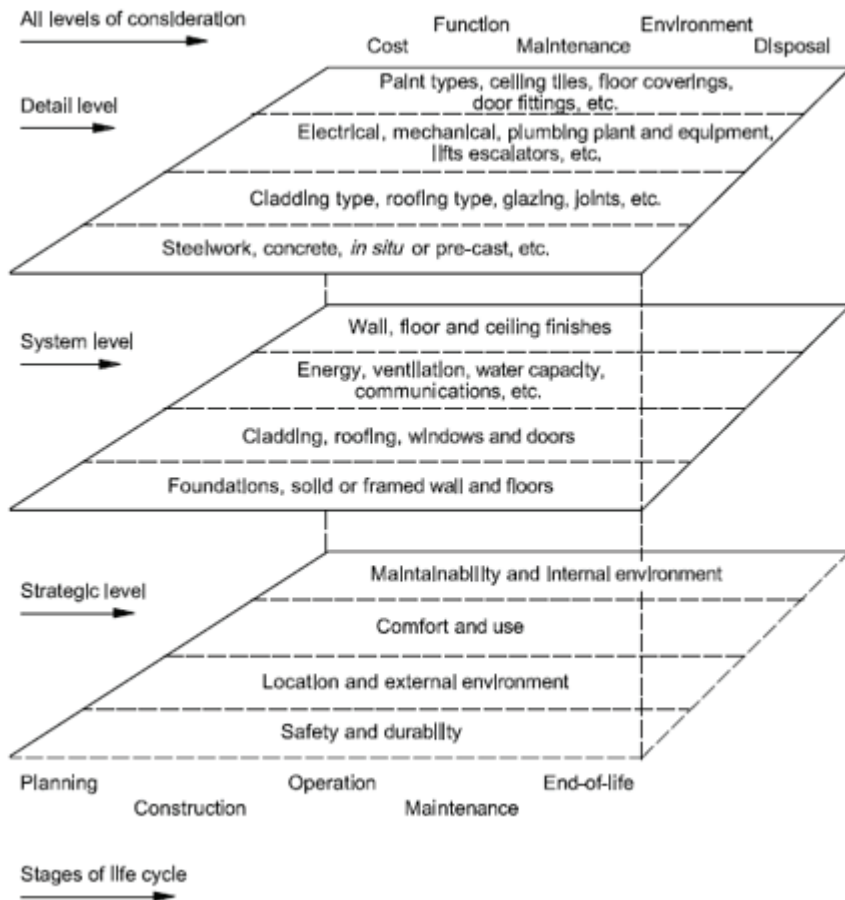 All levels of consideration
Function Environment
Cost Maintenance Disposal
Detail level
Paint types, ceiling tiles, floor coverings,
door fittings, etc.
Electrical, mechanical, plumbing plant and equipment,
lifts escalators, etc.
Cladding type, roofing type, glazing, joints, etc.
Steelwork, concrete, in situ or pre-cast, etc.
System level
Wall, floor and ceiling finishes
Energy, ventilation, water capacity,
communications, etc.
Cladding, roofing, windows and doors
Foundations, solid or framed wall and floors
Strategic level
Maintainability and internal environment
Comfort and use
Location and external environment
Safety and durability
Planning Operation End-of-life
Construction Maintenance
Stages of life cycle